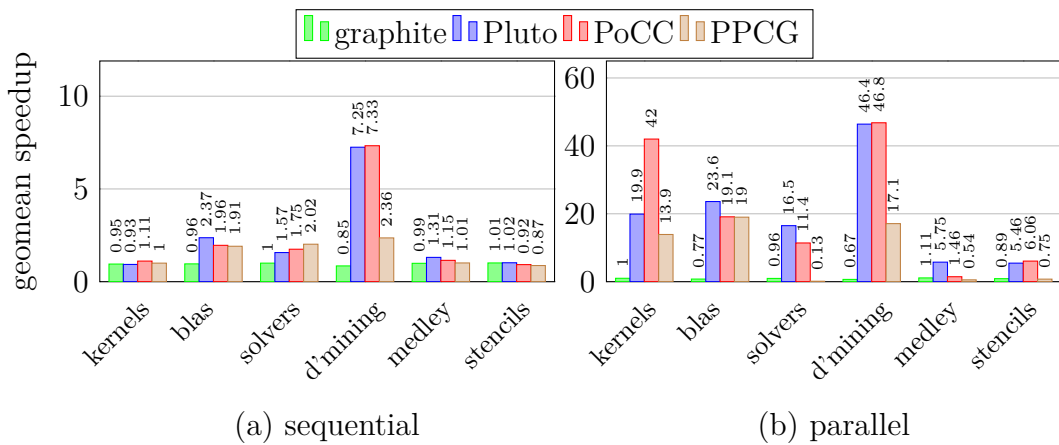 graphite Pluto PoCC PPCG
geomean speedup
10
5
0
0.95 0.93 1.11 1
0.96 2.37 1.96 1.91
1 1.57 1.75 2.02
0.85 7.25 7.33 2.36
0.99 1.31 1.15 1.01
1.01 1.02 0.92 0.87
kernels blas solvers d'mining medley stencils
(a) sequential
60
40
20
0
1 19.9 42 13.9
0.77 23.6 19.1 19
0.96 16.5 11.4 0.13
0.67 46.4 46.8 17.1
1.11 5.75 1.46 0.54
0.89 5.46 6.06 0.75
kernels blas solvers d'mining medley stencils
(b) parallel